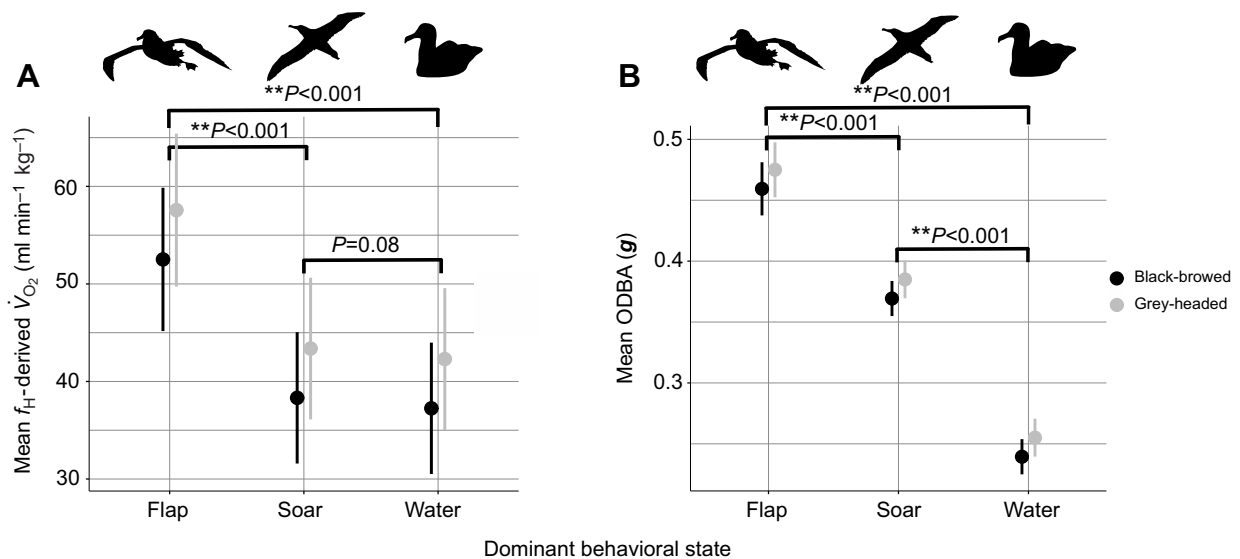 A
**P<0.001
**P<0.001
P=0.08
Mean fH-derived V̇O2 (ml min−1 kg−1)
60
50
40
30
Flap Soar Water
B
**P<0.001
**P<0.001
**P<0.001
Mean ODBA (g)
0.5
0.4
0.3
Flap Soar Water
Black-browed
Grey-headed
Dominant behavioral state